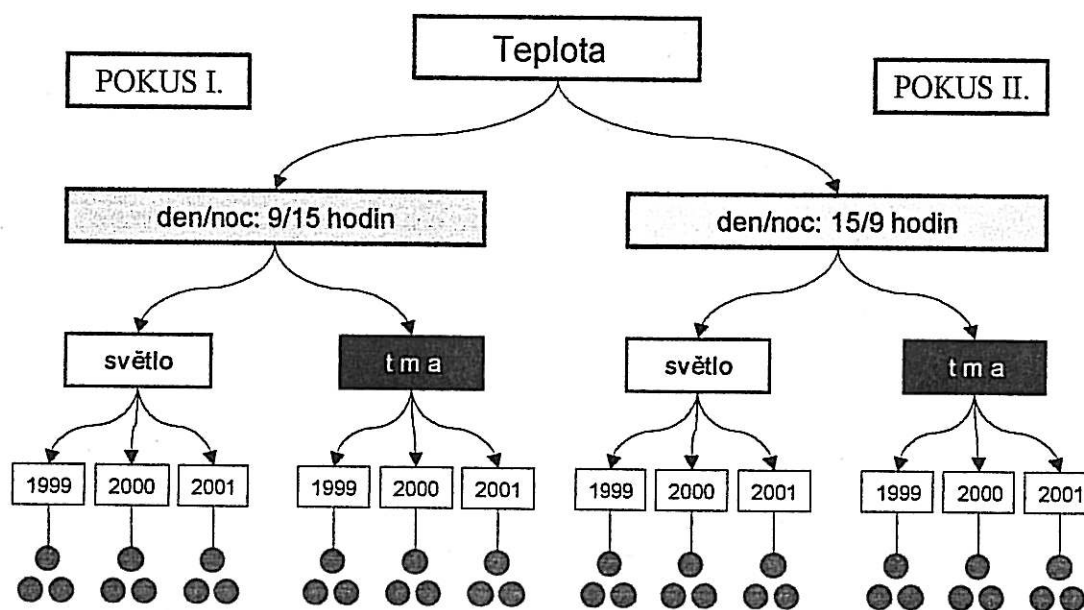 Teplota
POKUS I.
POKUS II.
den/noc: 9/15 hodin
den/noc: 15/9 hodin
světlo
tma
světlo
tma
1999
2000
2001
1999
2000
2001
1999
2000
2001
1999
2000
2001